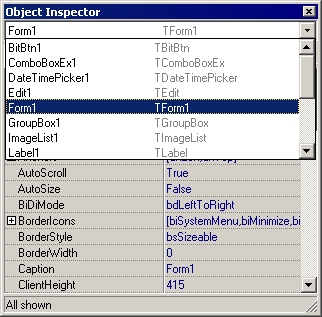 Object Inspector
Form1 TForm1
BitBtn1 TBitBtn
ComboBoxEx1 TComboBoxEx
DateTimePicker1 TDateTimePicker
Edit1 TEdit
Form1 TForm1
GroupBox1 TGroupBox
ImageList1 TImageList
Label1 TLabel
AutoScroll True
AutoSize False
BiDiMode bdLeftToRight
BorderIcons [biSystemMenu,biMinimize,bi
BorderStyle bsSizeable
BorderWidth 0
Caption Form1
ClientHeight 415
All shown